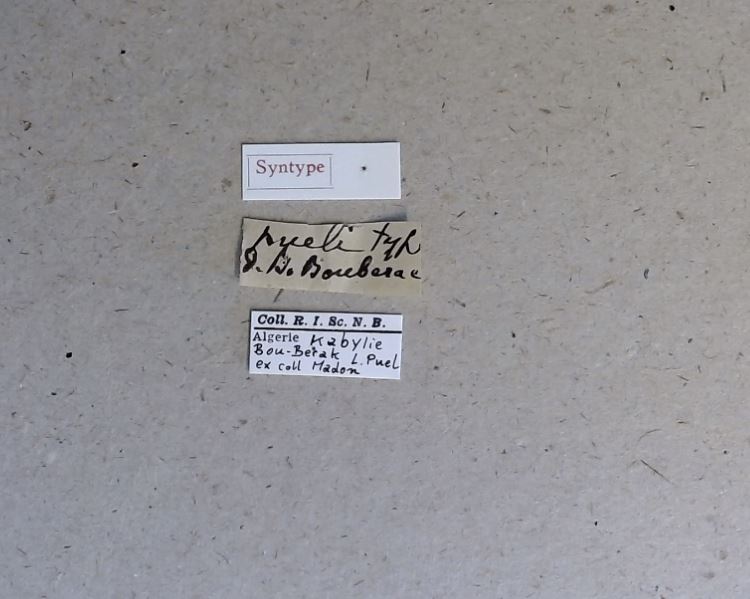 Syntype
pueli typ
J. D. Bouberac
Coll. R. I. Sc. N. B.
Algerie Kabylie
Bou-Berak L. Puel
ex coll Madon